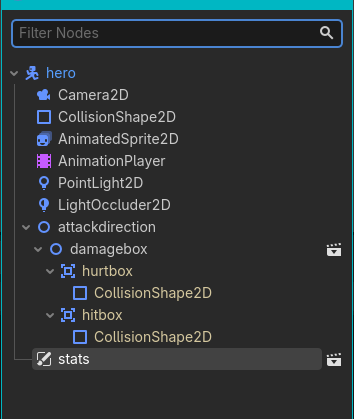 Filter Nodes
hero
Camera2D
CollisionShape2D
AnimatedSprite2D
AnimationPlayer
PointLight2D
LightOccluder2D
attackdirection
damagebox
hurtbox
CollisionShape2D
hitbox
CollisionShape2D
stats